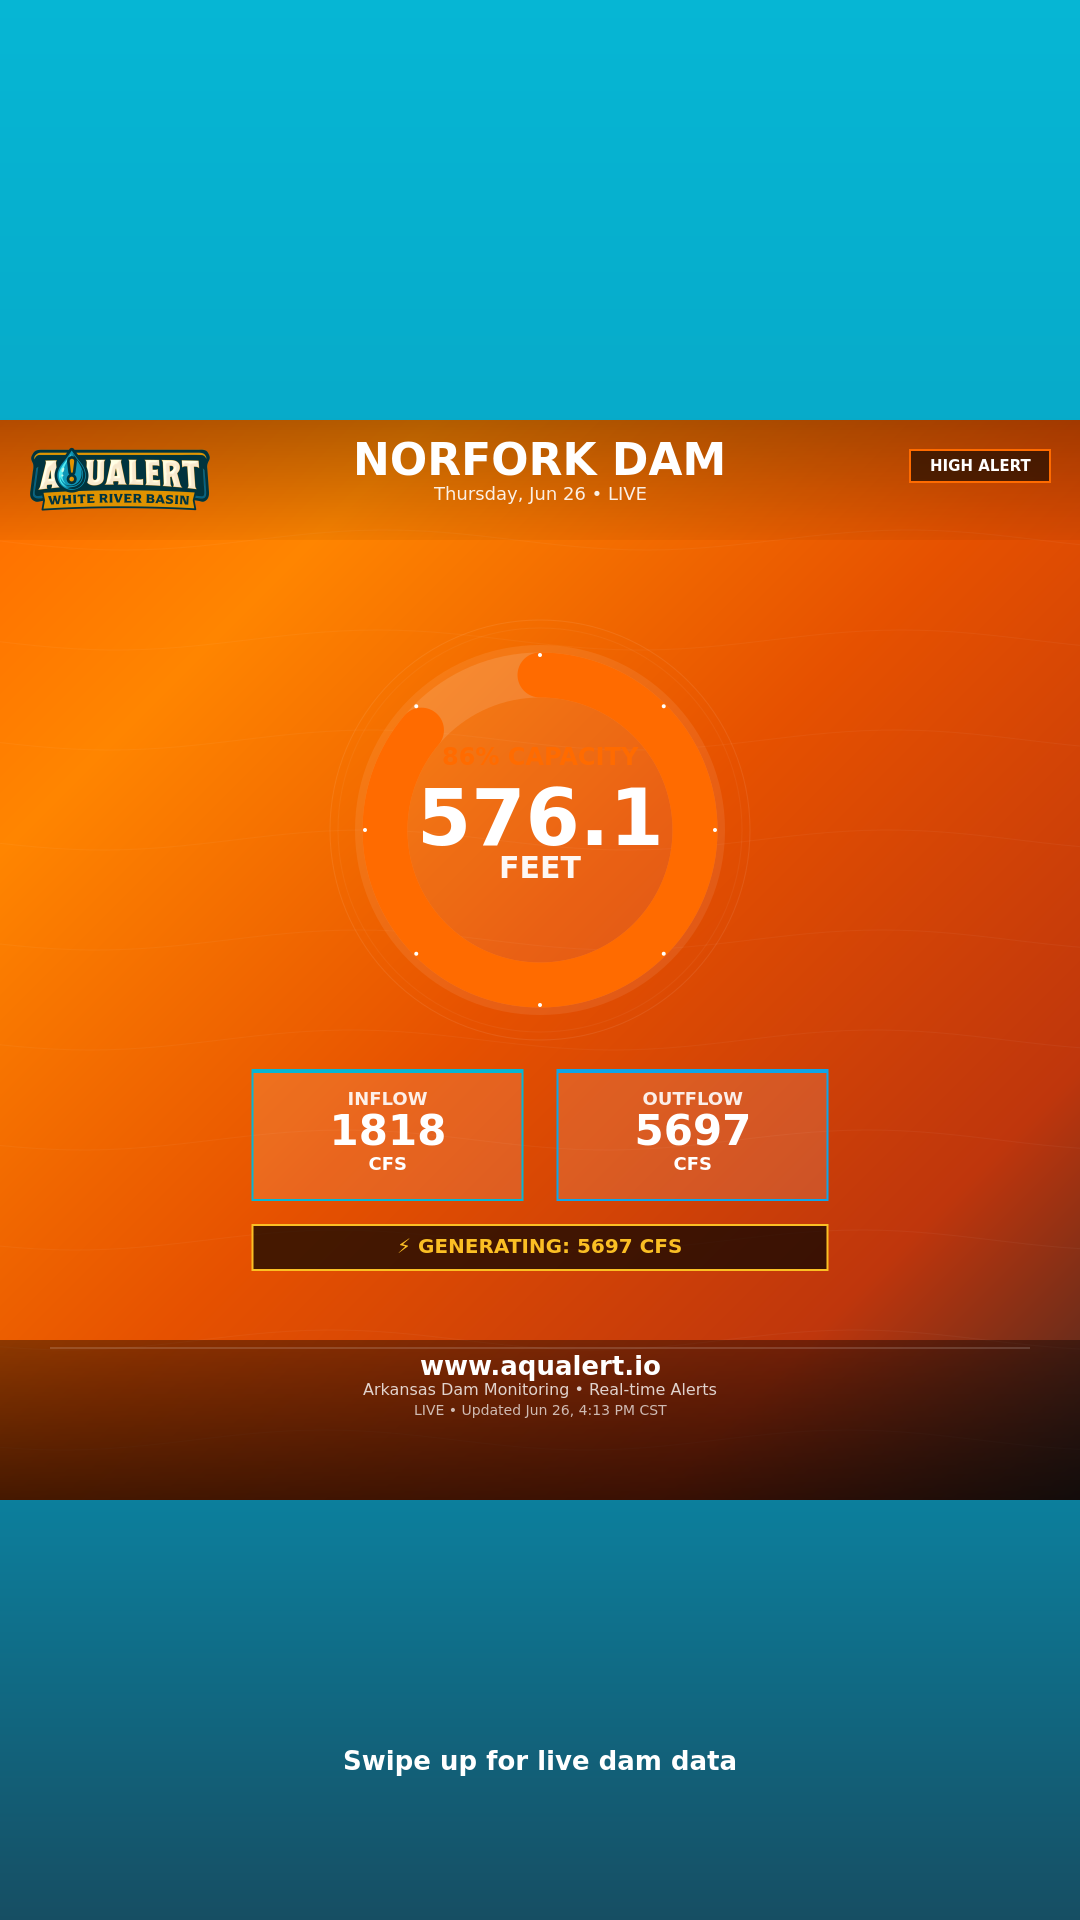 AQUALERT
WHITE RIVER BASIN
NORFORK DAM
Thursday, Jun 26 • LIVE
HIGH ALERT
86% CAPACITY
576.1
FEET
INFLOW
1818
CFS
OUTFLOW
5697
CFS
⚡ GENERATING: 5697 CFS
www.aqualert.io
Arkansas Dam Monitoring • Real-time Alerts
LIVE • Updated Jun 26, 4:13 PM CST
Swipe up for live dam data